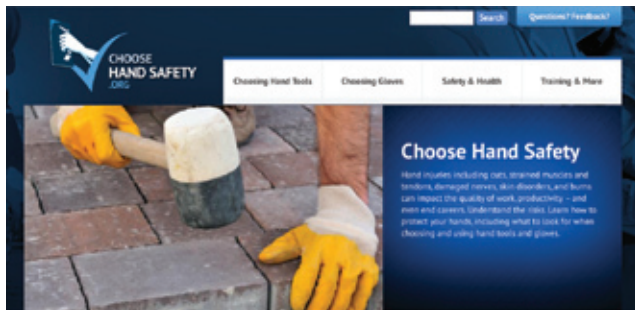 Search
Questions? Feedback?
CHOOSE
HAND SAFETY
.ORG
Choosing Hand Tools
Choosing Gloves
Safety & Health
Training & More
Choose Hand Safety
Hand injuries including cuts, strained muscles and
tendons, damaged nerves, skin disorders, and burns
can impact the quality of work, productivity – and
even end careers. Understand the risks. Learn how to
protect your hands, including what to look for when
choosing and using hand tools and gloves.